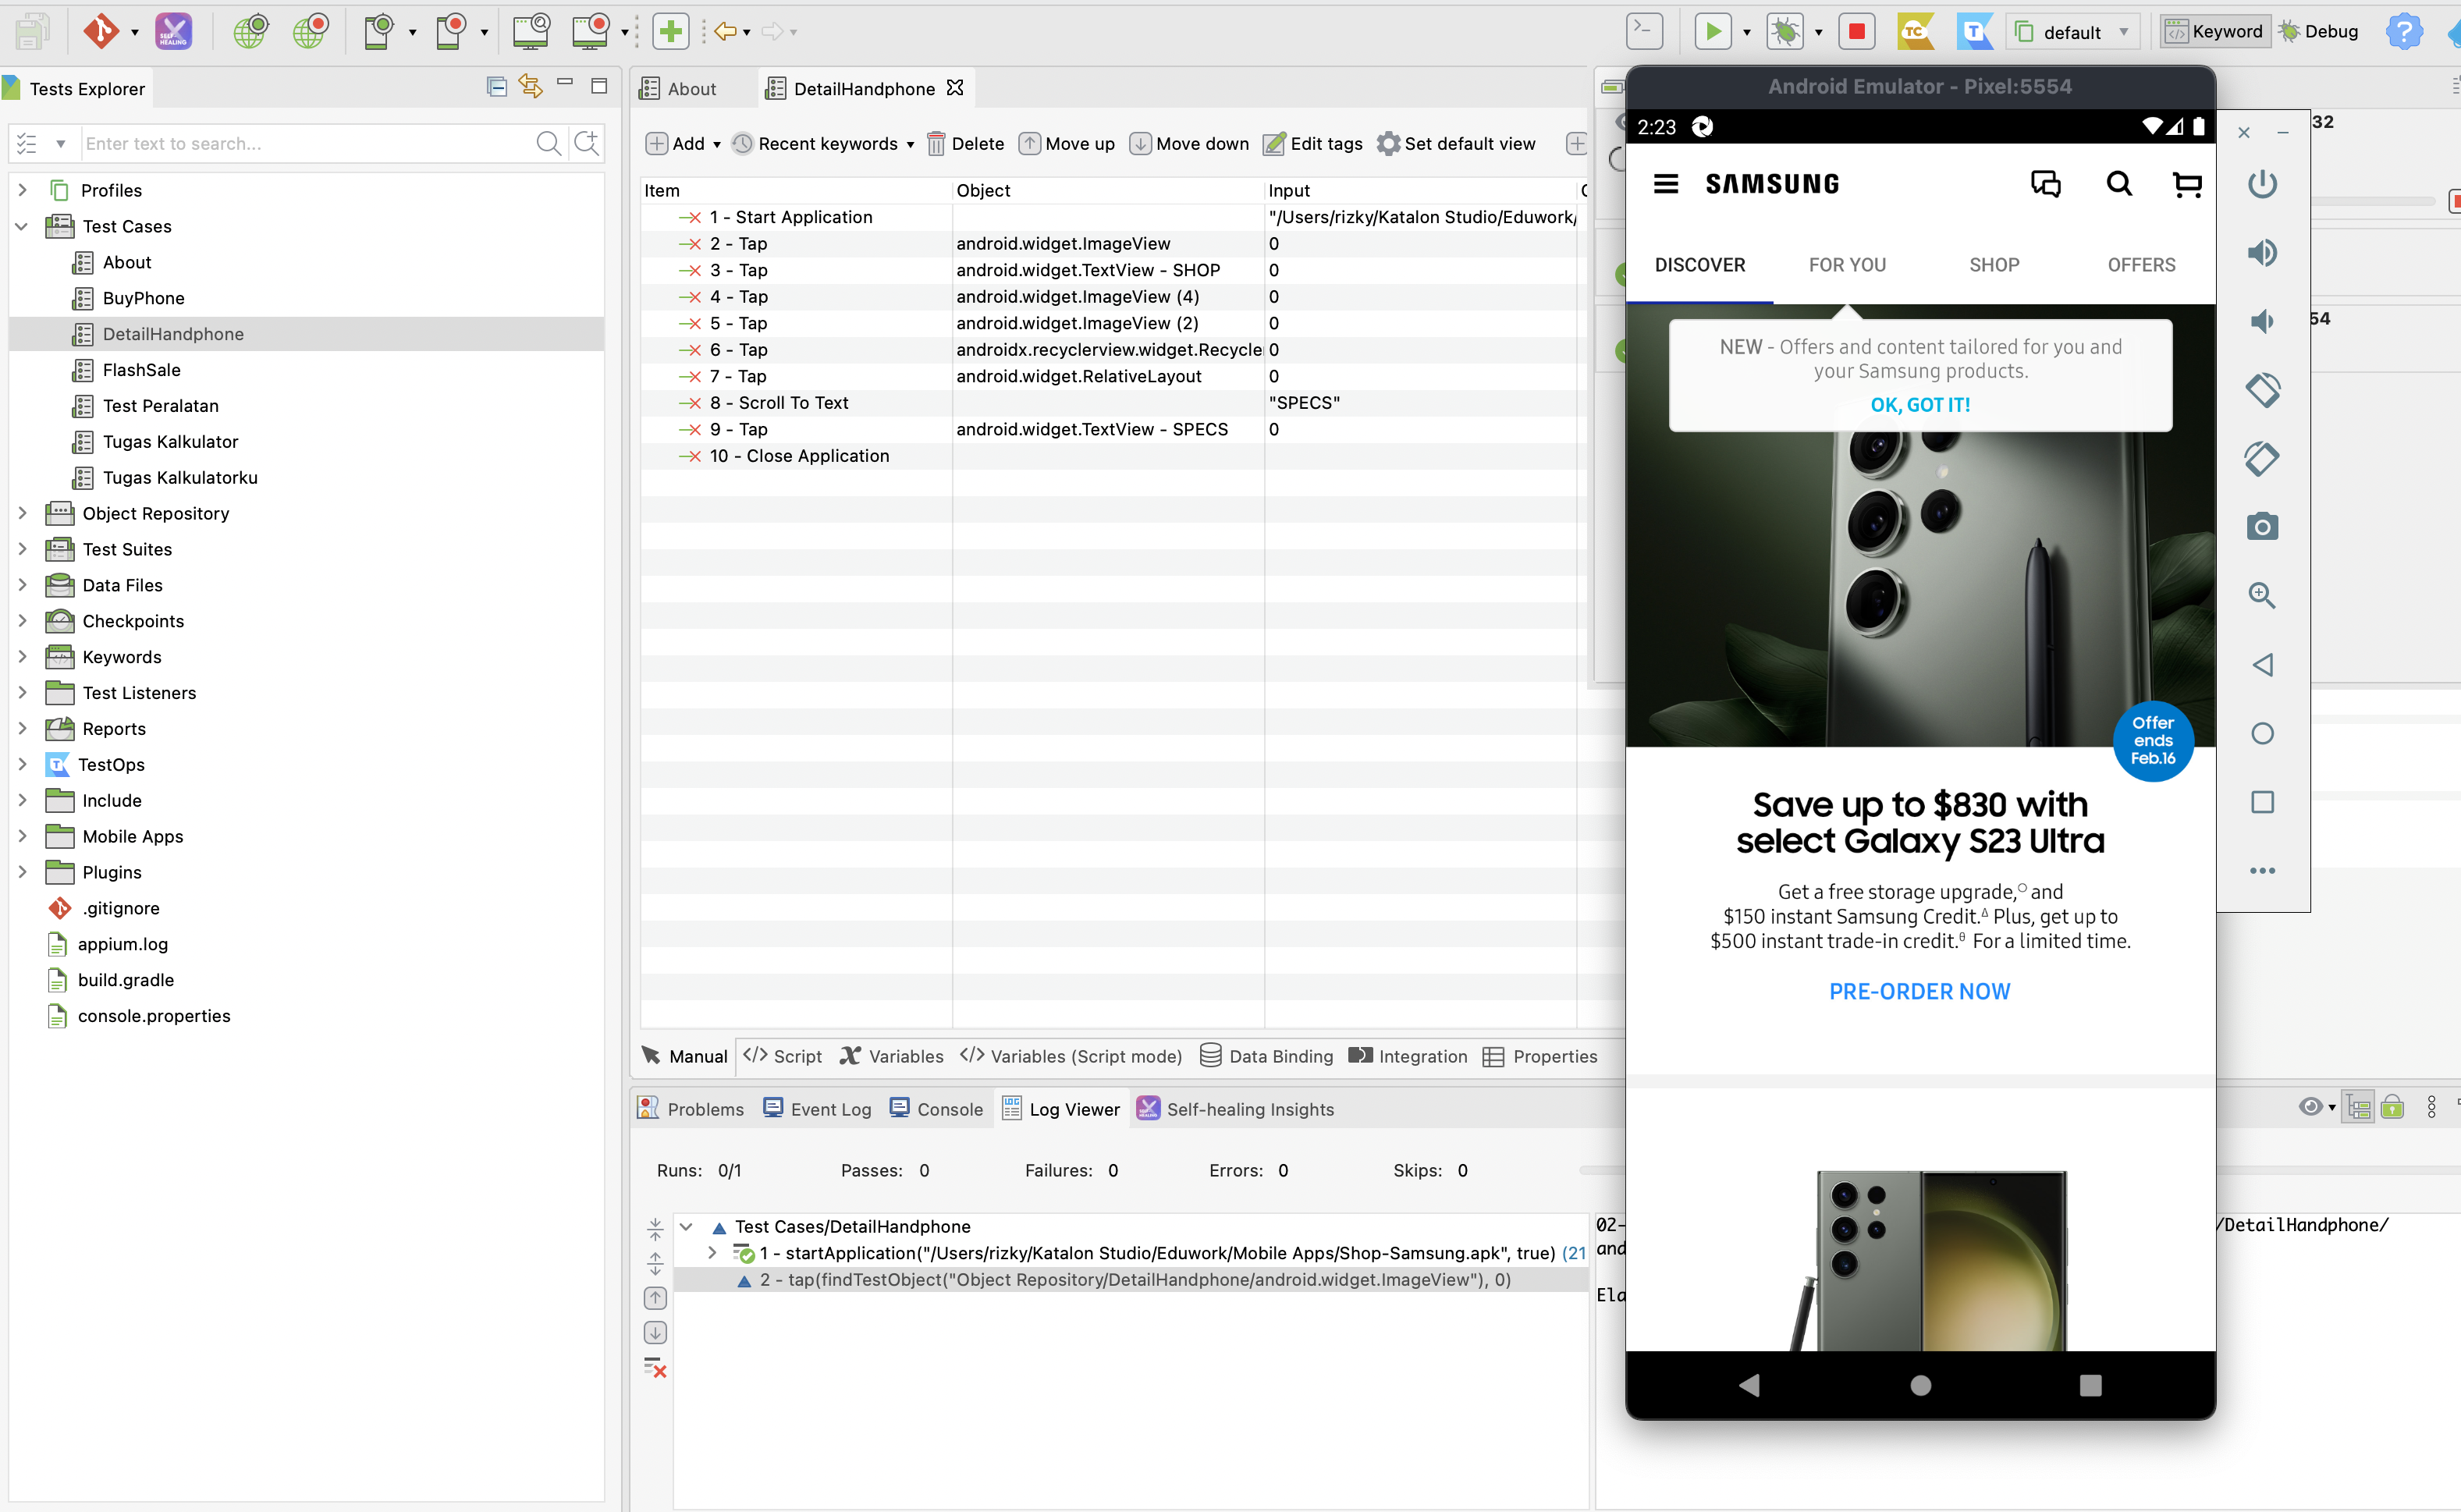 SELF HEALING
TC
T
default
Keyword
Debug
?
Tests Explorer
Enter text to search...
Profiles
Test Cases
About
BuyPhone
DetailHandphone
FlashSale
Test Peralatan
Tugas Kalkulator
Tugas Kalkulatorku
Object Repository
Test Suites
Data Files
Checkpoints
Keywords
Test Listeners
Reports
TestOps
Include
Mobile Apps
Plugins
.gitignore
appium.log
build.gradle
console.properties
About
DetailHandphone
Add
Recent keywords
Delete
Move up
Move down
Edit tags
Set default view
Item Object Input
1 - Start Application "/Users/rizky/Katalon Studio/Eduwork/
2 - Tap android.widget.ImageView 0
3 - Tap android.widget.TextView - SHOP 0
4 - Tap android.widget.ImageView (4) 0
5 - Tap android.widget.ImageView (2) 0
6 - Tap androidx.recyclerview.widget.Recycle 0
7 - Tap android.widget.RelativeLayout 0
8 - Scroll To Text "SPECS"
9 - Tap android.widget.TextView - SPECS 0
10 - Close Application
Manual
Script
Variables
Variables (Script mode)
Data Binding
Integration
Properties
Problems
Event Log
Console
Log Viewer
Self-healing Insights
Runs: 0/1
Passes: 0
Failures: 0
Errors: 0
Skips: 0
Test Cases/DetailHandphone
1 - startApplication("/Users/rizky/Katalon Studio/Eduwork/Mobile Apps/Shop-Samsung.apk", true) (21
2 - tap(findTestObject("Object Repository/DetailHandphone/android.widget.ImageView"), 0)
02-
and
Ela
/DetailHandphone/
32
54
Android Emulator - Pixel:5554
2:23
SAMSUNG
DISCOVER
FOR YOU
SHOP
OFFERS
NEW - Offers and content tailored for you and
your Samsung products.
OK, GOT IT!
Offer
ends
Feb.16
Save up to $830 with
select Galaxy S23 Ultra
Get a free storage upgrade,○ and
$150 instant Samsung Credit.Δ Plus, get up to
$500 instant trade-in credit.θ For a limited time.
PRE-ORDER NOW